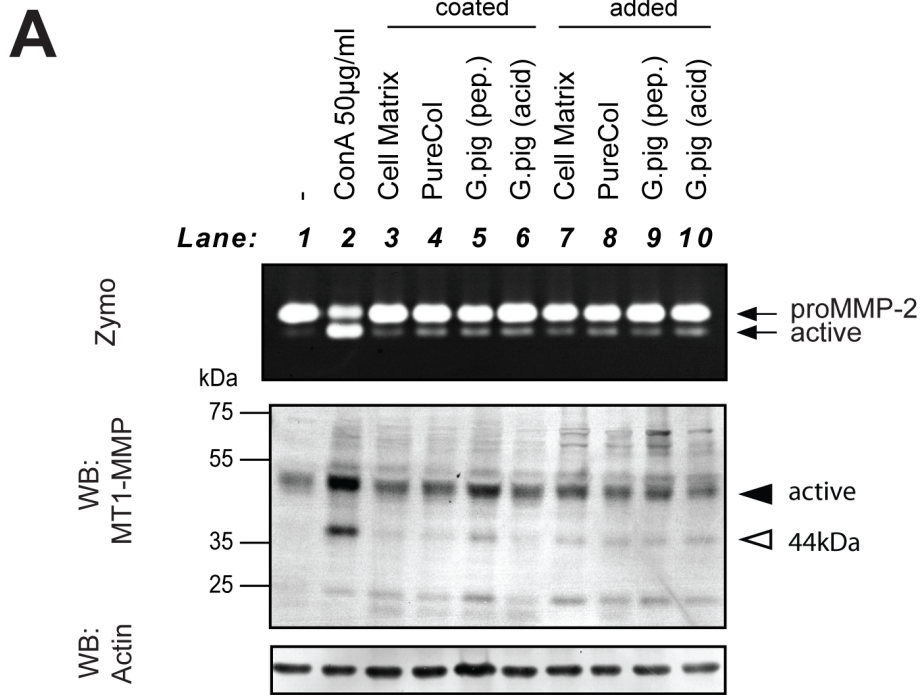 A
coated added
-
ConA 50µg/ml
Cell Matrix
PureCol
G.pig (pep.)
G.pig (acid)
Cell Matrix
PureCol
G.pig (pep.)
G.pig (acid)
Lane: 1 2 3 4 5 6 7 8 9 10
Zymo
proMMP-2
active
kDa
75
55
35
25
WB:
MT1-MMP
active
44kDa
WB:
Actin